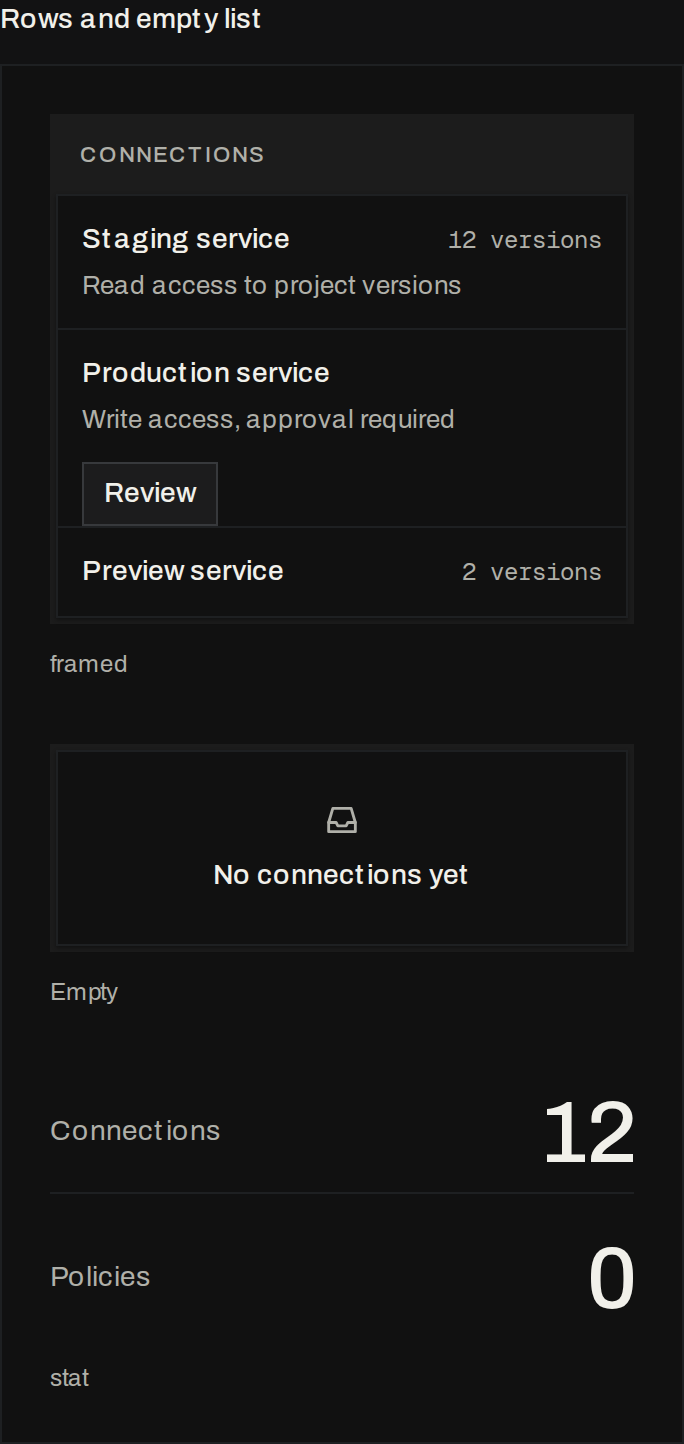 Rows and empty list
CONNECTIONS
Staging service
12 versions
Read access to project versions
Production service
Write access, approval required
Review
Preview service
2 versions
framed
No connections yet
Empty
Connections
12
Policies
0
stat